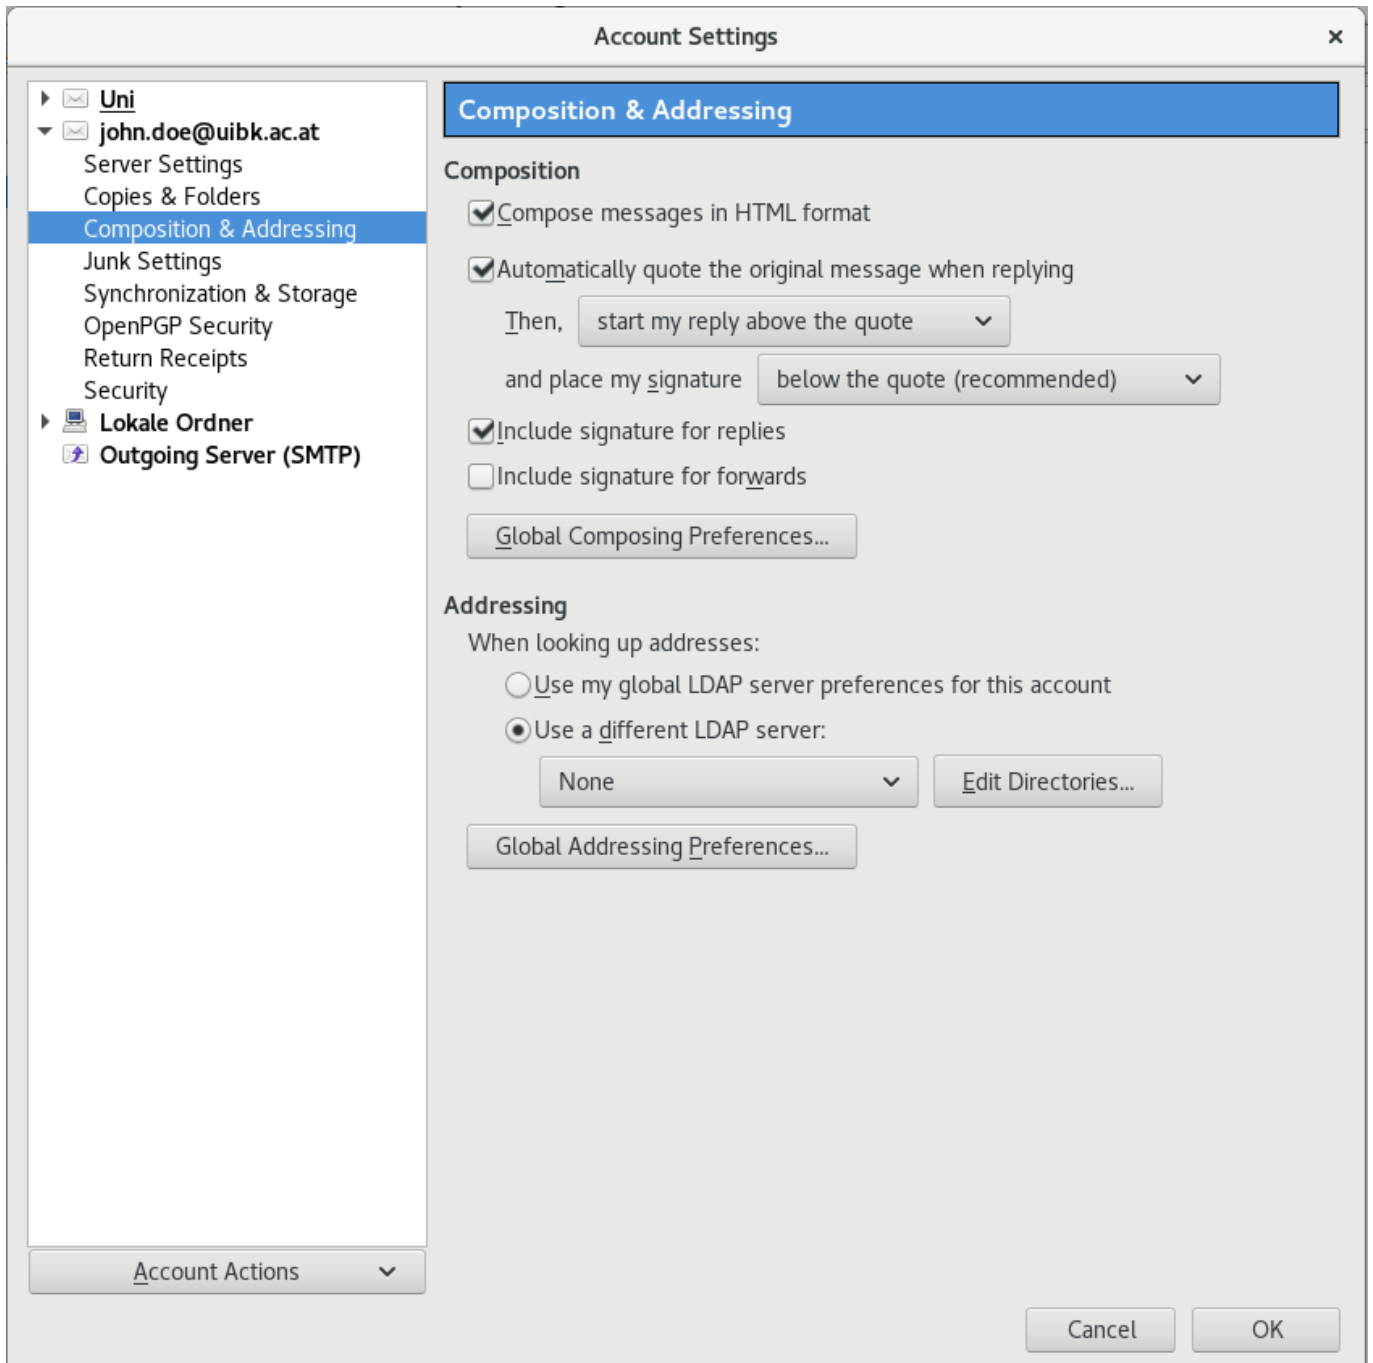 Account Settings
Uni
john.doe@uibk.ac.at
Server Settings
Copies & Folders
Composition & Addressing
Junk Settings
Synchronization & Storage
OpenPGP Security
Return Receipts
Security
Lokale Ordner
Outgoing Server (SMTP)
Account Actions
Composition & Addressing
Composition
Compose messages in HTML format
Automatically quote the original message when replying
Then, start my reply above the quote
and place my signature below the quote (recommended)
Include signature for replies
Include signature for forwards
Global Composing Preferences...
Addressing
When looking up addresses:
Use my global LDAP server preferences for this account
Use a different LDAP server:
None Edit Directories...
Global Addressing Preferences...
Cancel OK